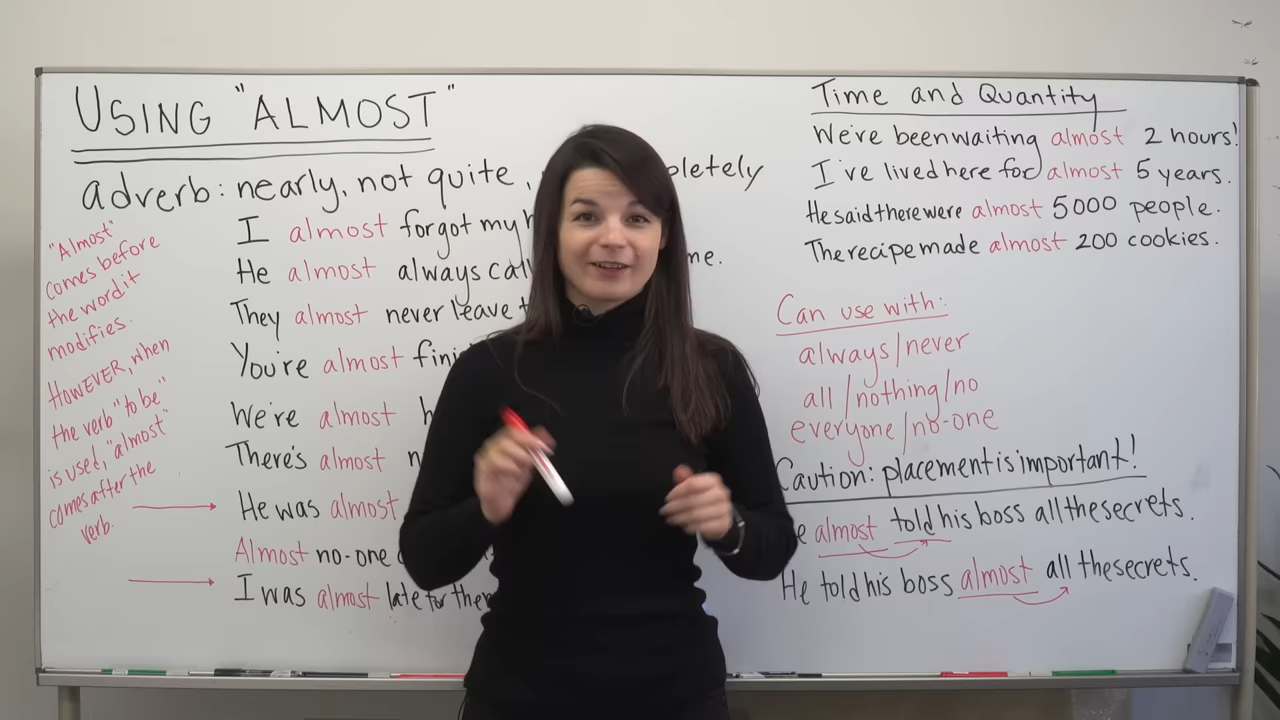 USING "ALMOST"
adverb: nearly, not quite, pletely
I almost forgot my
He almost always me.
They almost never leave
You're almost
We're almost
There's almost
He was almost
Almost no-one
I was almost late for the
"Almost"
comes before
the word it
modifies.
HOWEVER, when
the verb "to be"
is used, "almost"
comes after the
verb.
Time and Quantity
We've been waiting almost 2 hours!
I've lived here for almost 5 years.
He said there were almost 5000 people.
The recipe made almost 200 cookies.
Can use with:
always/never
all/nothing/no
everyone/no-one
Caution: placement is important!
e almost told his boss all the secrets.
He told his boss almost all the secrets.